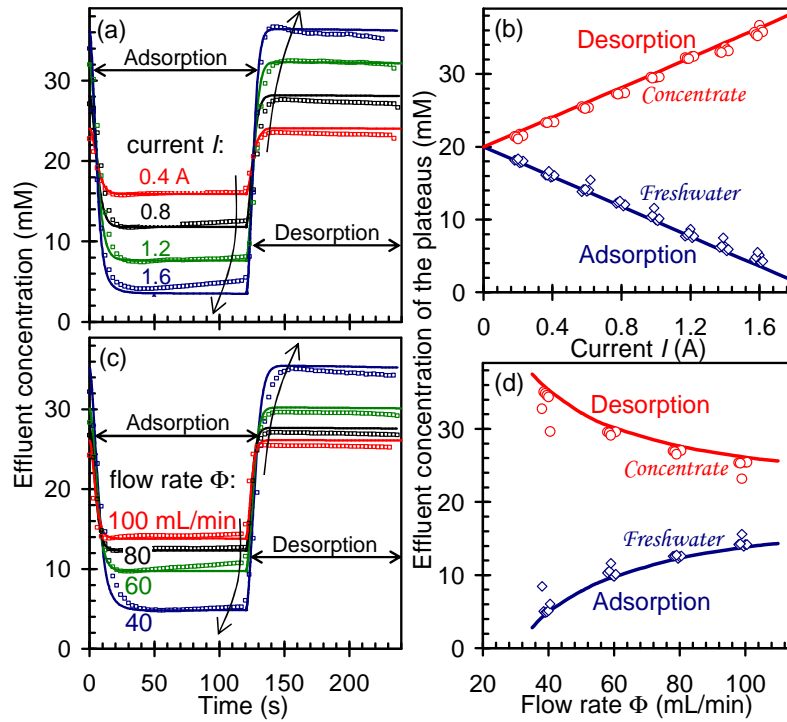 (a)
Adsorption
current I:
0.4 A
0.8
1.2
1.6
Desorption
0
10
20
30
(b)
Desorption
Concentrate
Freshwater
Adsorption
0
10
20
30
0
0.4
0.8
1.2
1.6
Current I (A)
Effluent concentration (mM)
Effluent concentration of the plateaus (mM)
(c)
Adsorption
flow rate Φ:
100 mL/min
80
60
40
Desorption
0
10
20
30
0
50
100
150
200
Time (s)
(d)
Desorption
Concentrate
Freshwater
Adsorption
0
10
20
30
20
40
60
80
100
120
Flow rate Φ (mL/min)